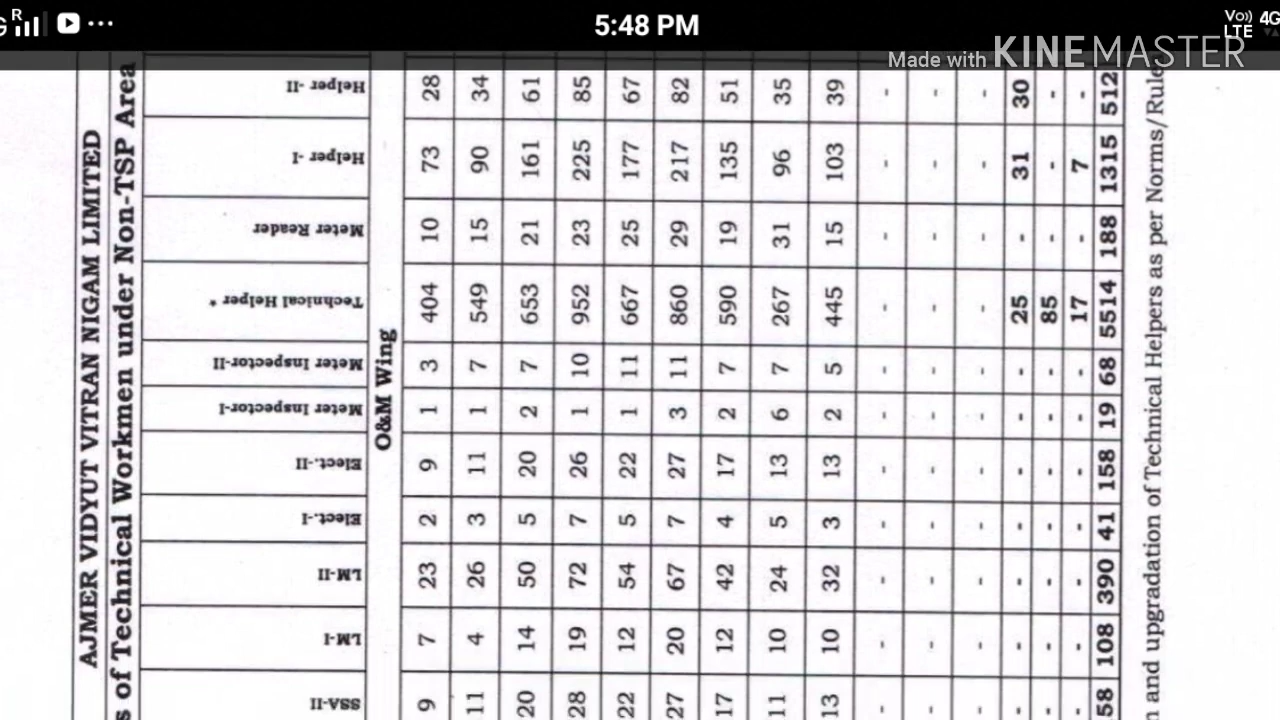 5:48 PM
Vo)) 4G
LTE
Made with KINEMASTER
AJMER VIDYUT VITRAN NIGAM LIMITED
s of Technical Workmen under Non-TSP Area
SSA-II LM-I LM-II Elect.-I Elect.-II Meter Inspector-I Meter Inspector-II Technical Helper * Meter Reader Helper -I Helper -II
O&M Wing
9 7 23 2 9 1 3 404 10 73 28
11 4 26 3 11 1 7 549 15 90 34
20 14 50 5 20 2 7 653 21 161 61
28 19 72 7 26 1 10 952 23 225 85
22 12 54 5 22 1 11 667 25 177 67
27 20 67 7 27 3 11 860 29 217 82
17 12 42 4 17 2 7 590 19 135 51
11 10 24 5 13 6 7 267 31 96 35
13 10 32 3 13 2 5 445 15 103 39
- - - - - - - - - -
- - - - - - - - - -
- - - - - - - - - -
- - - - - - 25 - 31 30
- - - - - - 85 - - -
- - - - - - 17 - 7 -
58 108 390 41 158 19 68 5514 188 1315 512
n and upgradation of Technical Helpers as per Norms/Rule